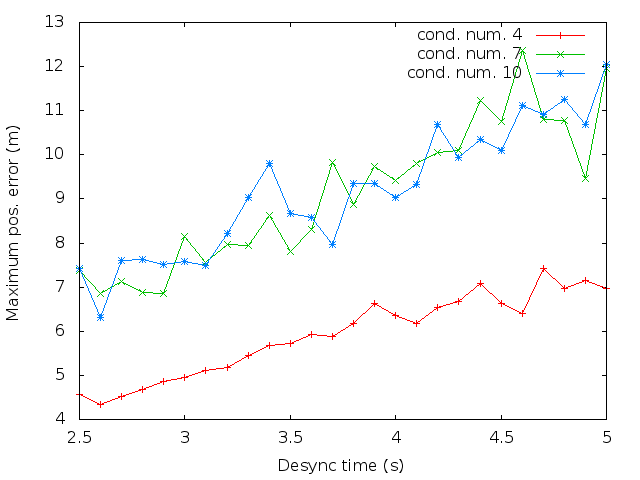 13
12
11
10
9
8
7
6
5
4
Maximum pos. error (m)
cond. num. 4
cond. num. 7
cond. num. 10
2.5 3 3.5 4 4.5 5
Desync time (s)